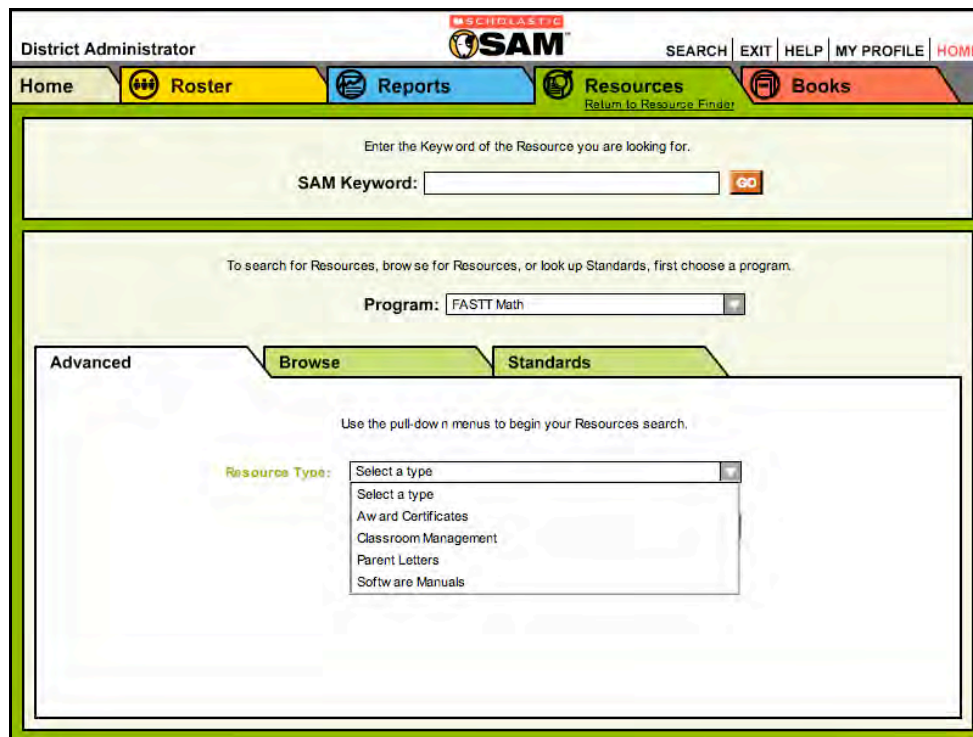 SCHOLASTIC
District Administrator
SAM™
SEARCH EXIT HELP MY PROFILE HOME
Home Roster Reports Resources Books
Return to Resource Finder
Enter the Keyword of the Resource you are looking for.
SAM Keyword: GO
To search for Resources, browse for Resources, or look up Standards, first choose a program.
Program: FASTT Math
Advanced Browse Standards
Use the pull-down menus to begin your Resources search.
Resource Type: Select a type
Select a type
Award Certificates
Classroom Management
Parent Letters
Software Manuals